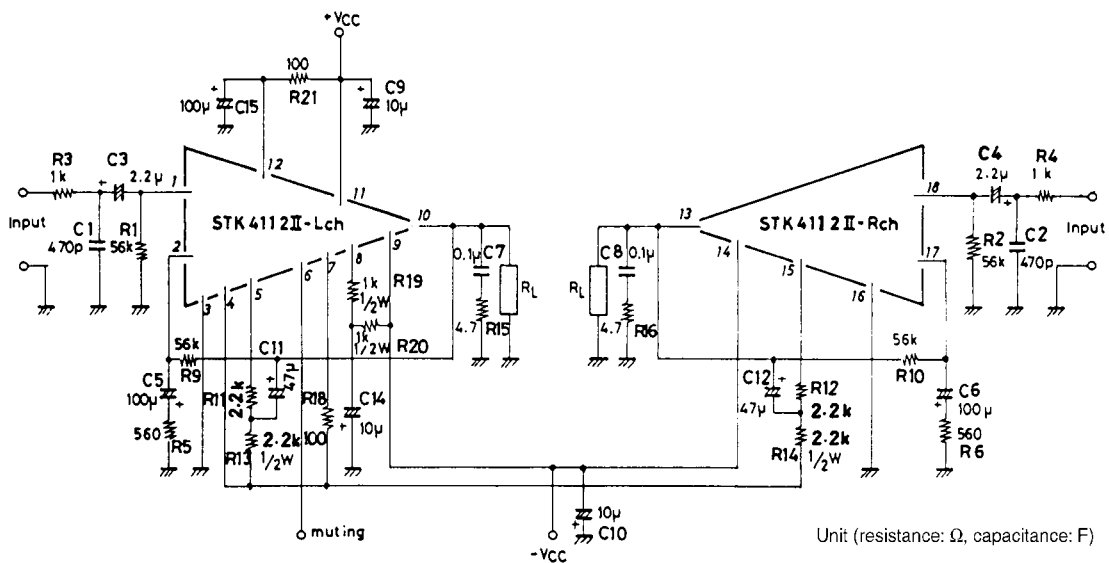 +VCC
100
R21
100μ
C15
C9
10μ
R3
1k
C3
2.2μ
1
12
11
Input
C1
470p
R1
56k
STK4112II-Lch
10
2
9
3
4
5
6
7
8
0.1μ
C7
RL
4.7
R15
R19
1k
1/2W
1k
1/2W
R20
56k
R9
C5
100μ
560
R5
C11
47μ
R11
2.2k
R13
2.2k
1/2W
R18
100
C14
10μ
muting
-VCC
10μ
C10
13
14
15
16
17
18
STK4112II-Rch
C4
2.2μ
R4
1k
R2
56k
C2
470p
Input
RL
C8
0.1μ
4.7
R16
56k
R10
C12
47μ
R12
2.2k
R14
2.2k
1/2W
C6
100μ
560
R6
Unit (resistance: Ω, capacitance: F)